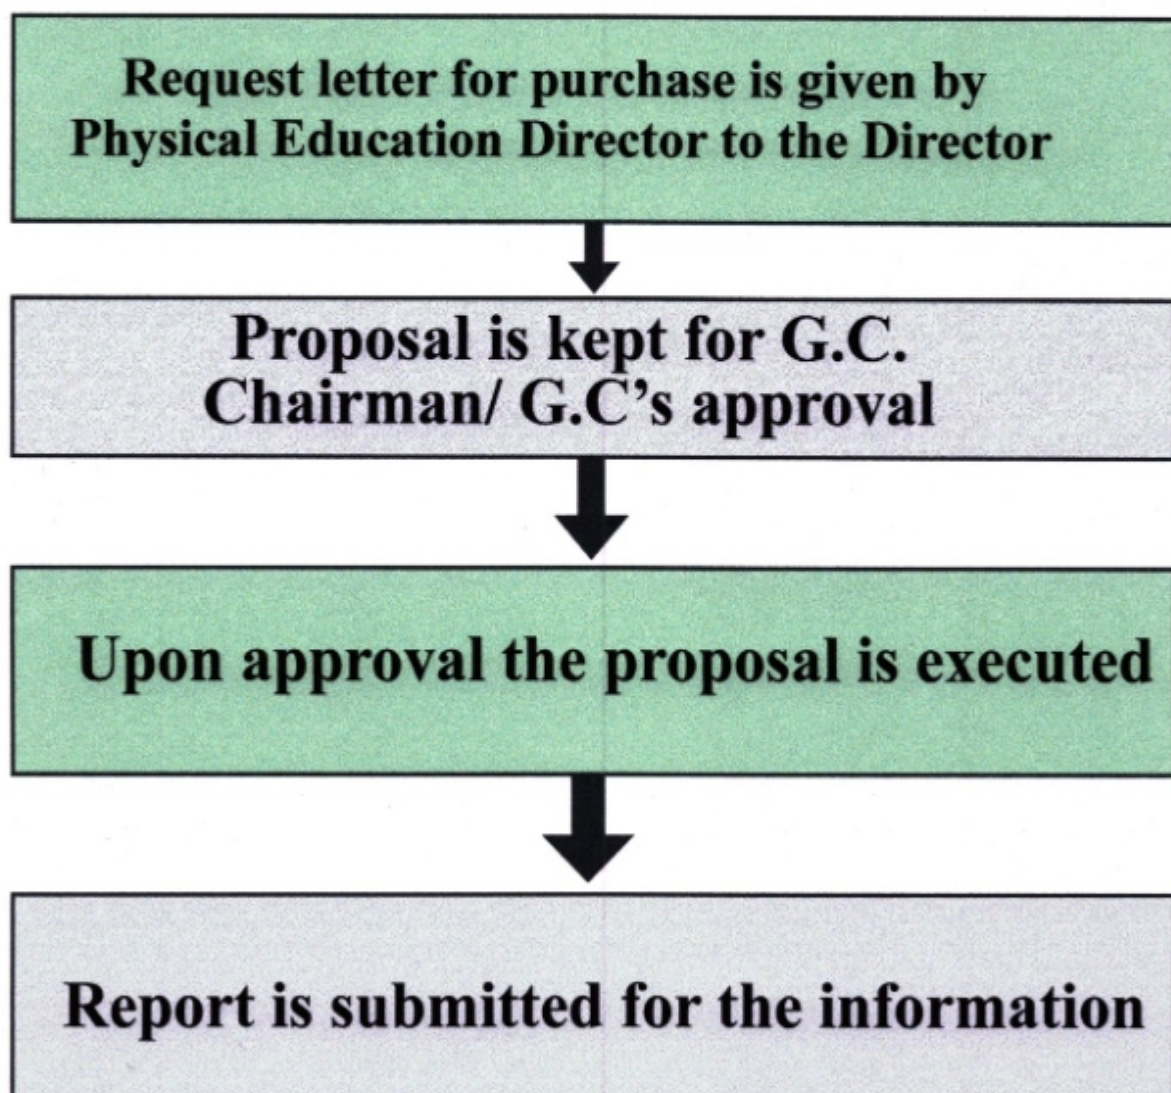 Request letter for purchase is given by
Physical Education Director to the Director
Proposal is kept for G.C.
Chairman/ G.C’s approval
Upon approval the proposal is executed
Report is submitted for the information